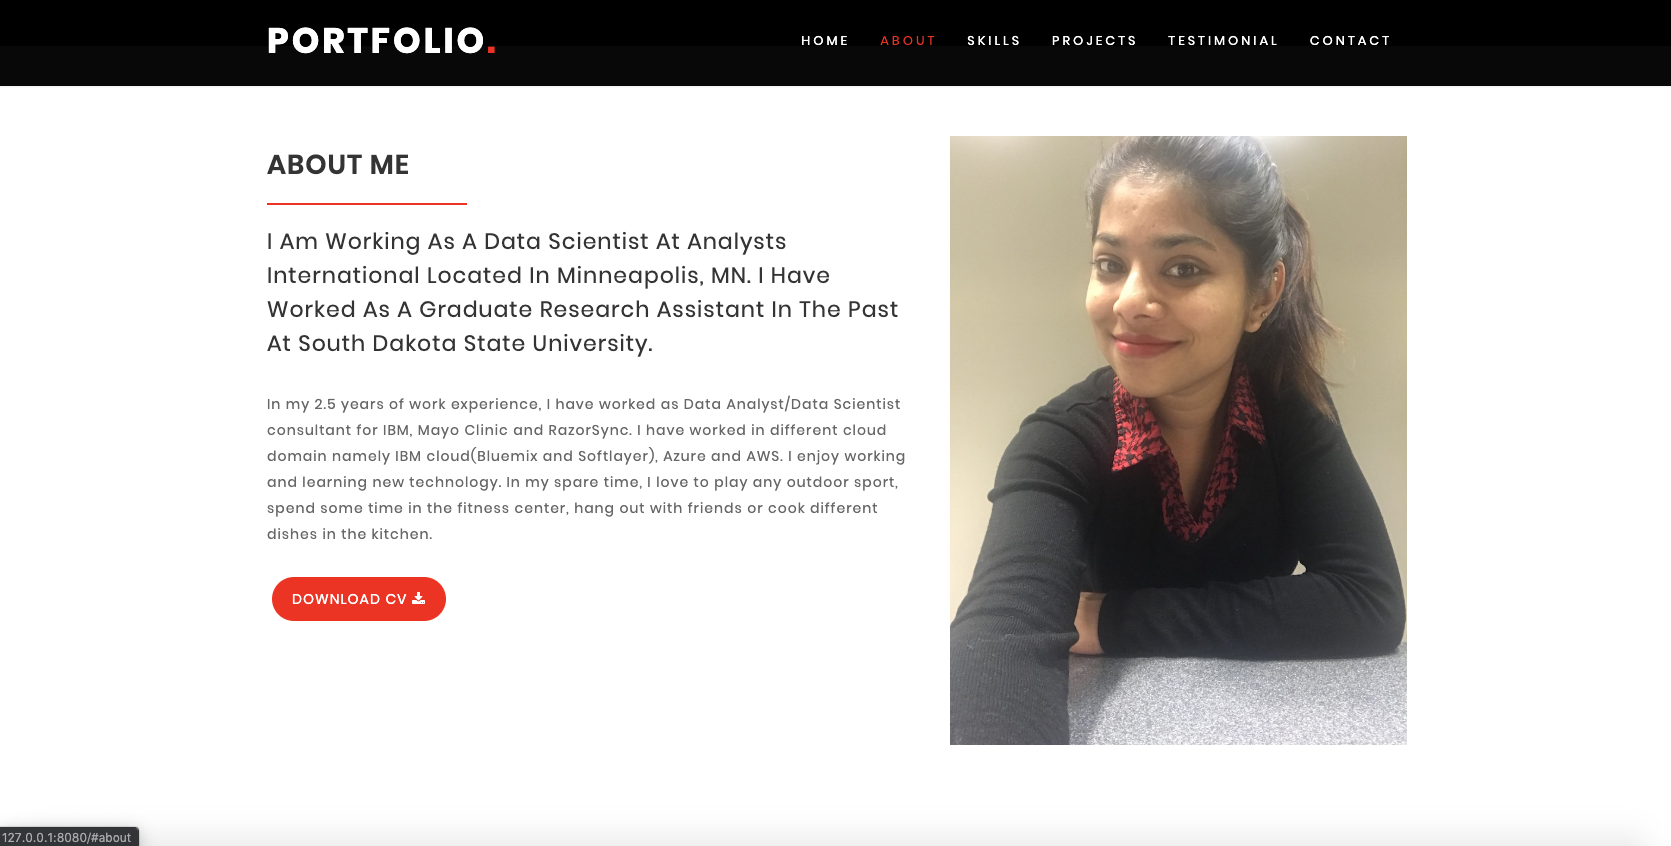 PORTFOLIO.
HOME ABOUT SKILLS PROJECTS TESTIMONIAL CONTACT
ABOUT ME
I Am Working As A Data Scientist At Analysts
International Located In Minneapolis, MN. I Have
Worked As A Graduate Research Assistant In The Past
At South Dakota State University.
In my 2.5 years of work experience, I have worked as Data Analyst/Data Scientist
consultant for IBM, Mayo Clinic and RazorSync. I have worked in different cloud
domain namely IBM cloud(Bluemix and Softlayer), Azure and AWS. I enjoy working
and learning new technology. In my spare time, I love to play any outdoor sport,
spend some time in the fitness center, hang out with friends or cook different
dishes in the kitchen.
DOWNLOAD CV
127.0.0.1:8080/#about